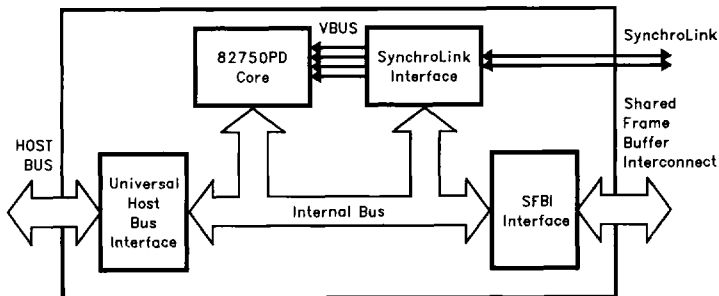 VBUS
82750PD
Core
SynchroLink
Interface
SynchroLink
Shared
Frame
Buffer
Interconnect
HOST
BUS
Universal
Host
Bus
Interface
Internal Bus
SFBI
Interface